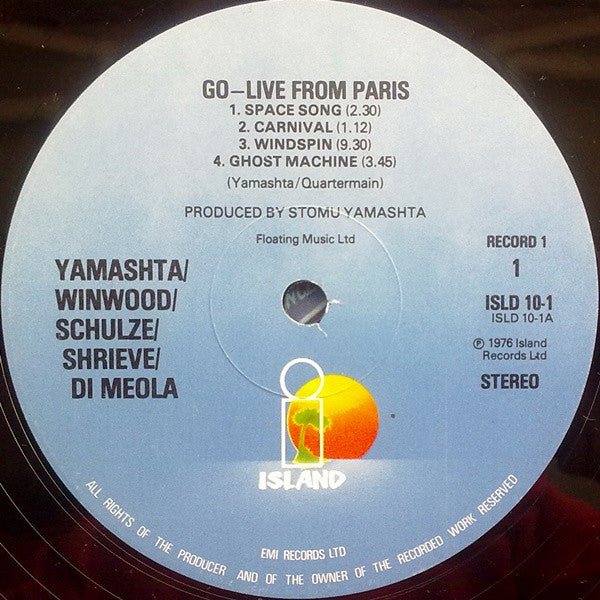 GO–LIVE FROM PARIS
1. SPACE SONG (2.30)
2. CARNIVAL (1.12)
3. WINDSPIN (9.30)
4. GHOST MACHINE (3.45)
(Yamashta/Quartermain)
PRODUCED BY STOMU YAMASHTA
Floating Music Ltd
YAMASHTA/
WINWOOD/
SCHULZE/
SHRIEVE/
DI MEOLA
RECORD 1
1
ISLD 10-1
ISLD 10-1A
℗ 1976 Island
Records Ltd
STEREO
ISLAND
EMI RECORDS LTD
ALL RIGHTS OF THE PRODUCER AND OF THE OWNER OF THE RECORDED WORK RESERVED